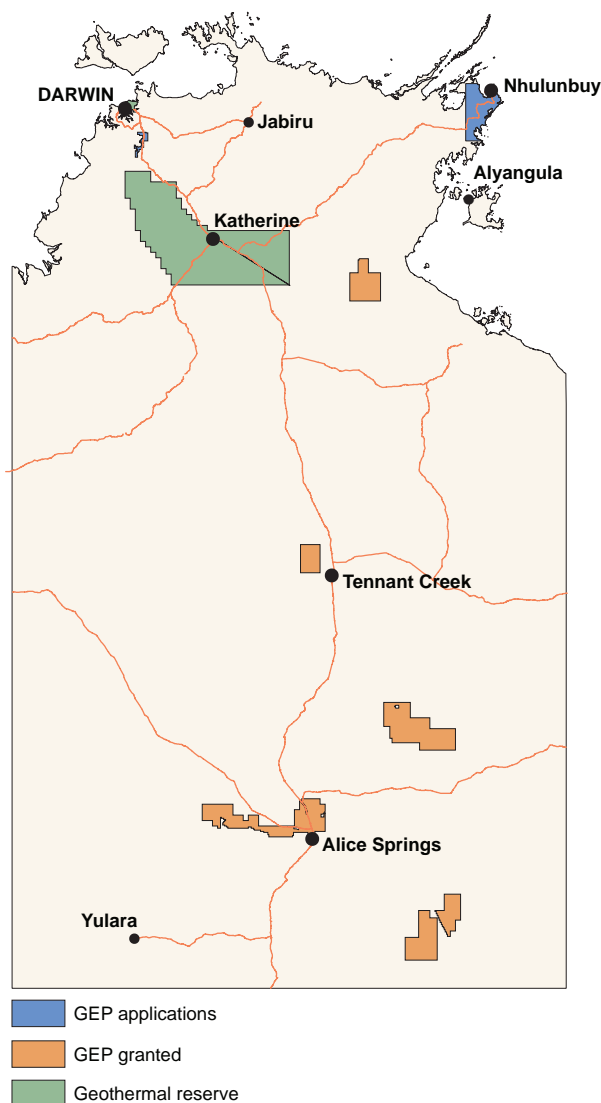 Nhulunbuy
DARWIN
Jabiru
Alyangula
Katherine
Tennant Creek
Alice Springs
Yulara
GEP applications
GEP granted
Geothermal reserve